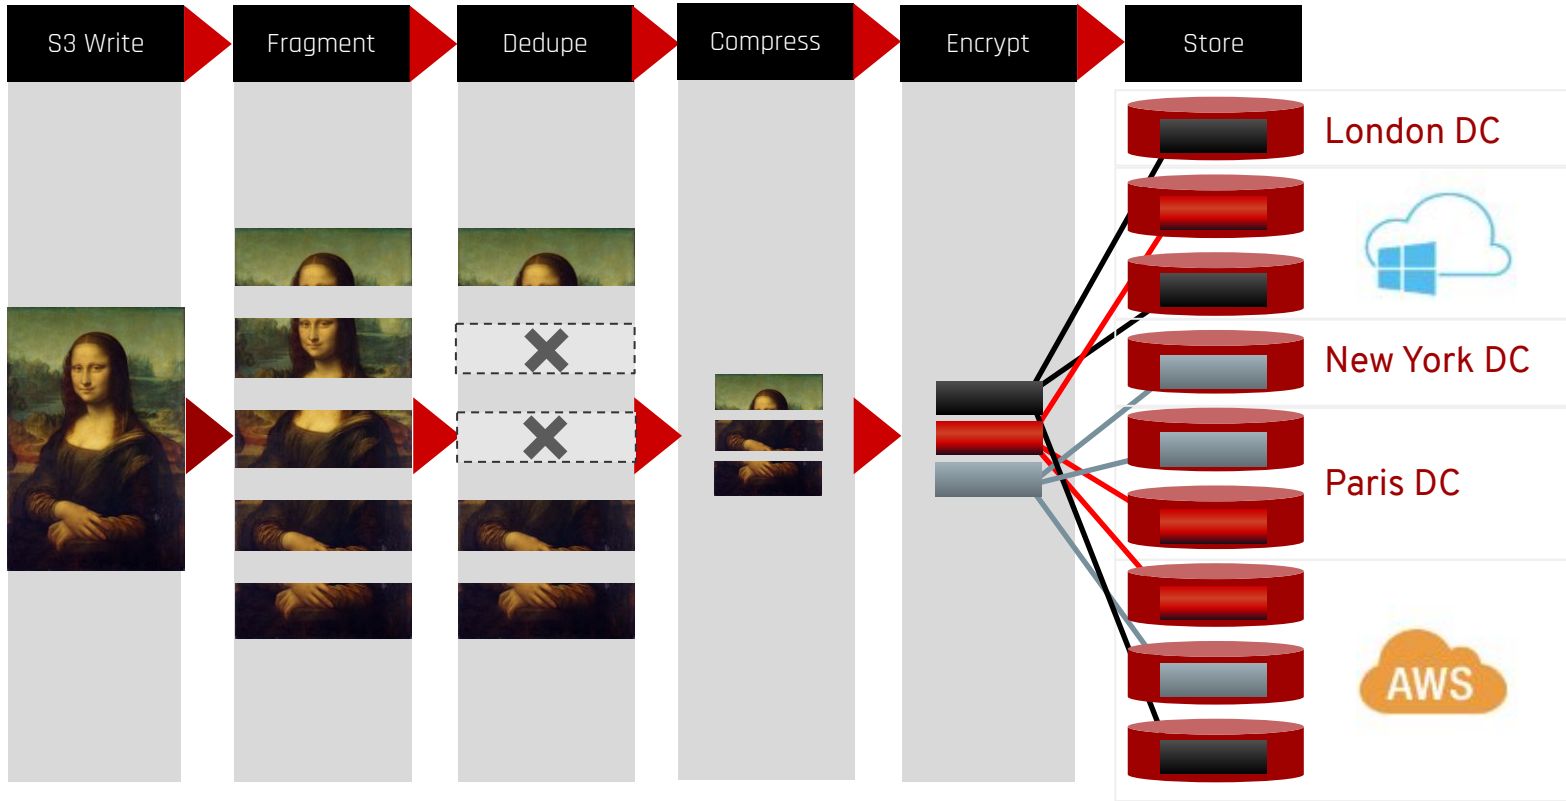 S3 Write
Fragment
Dedupe
Compress
Encrypt
Store
London DC
New York DC
Paris DC
AWS